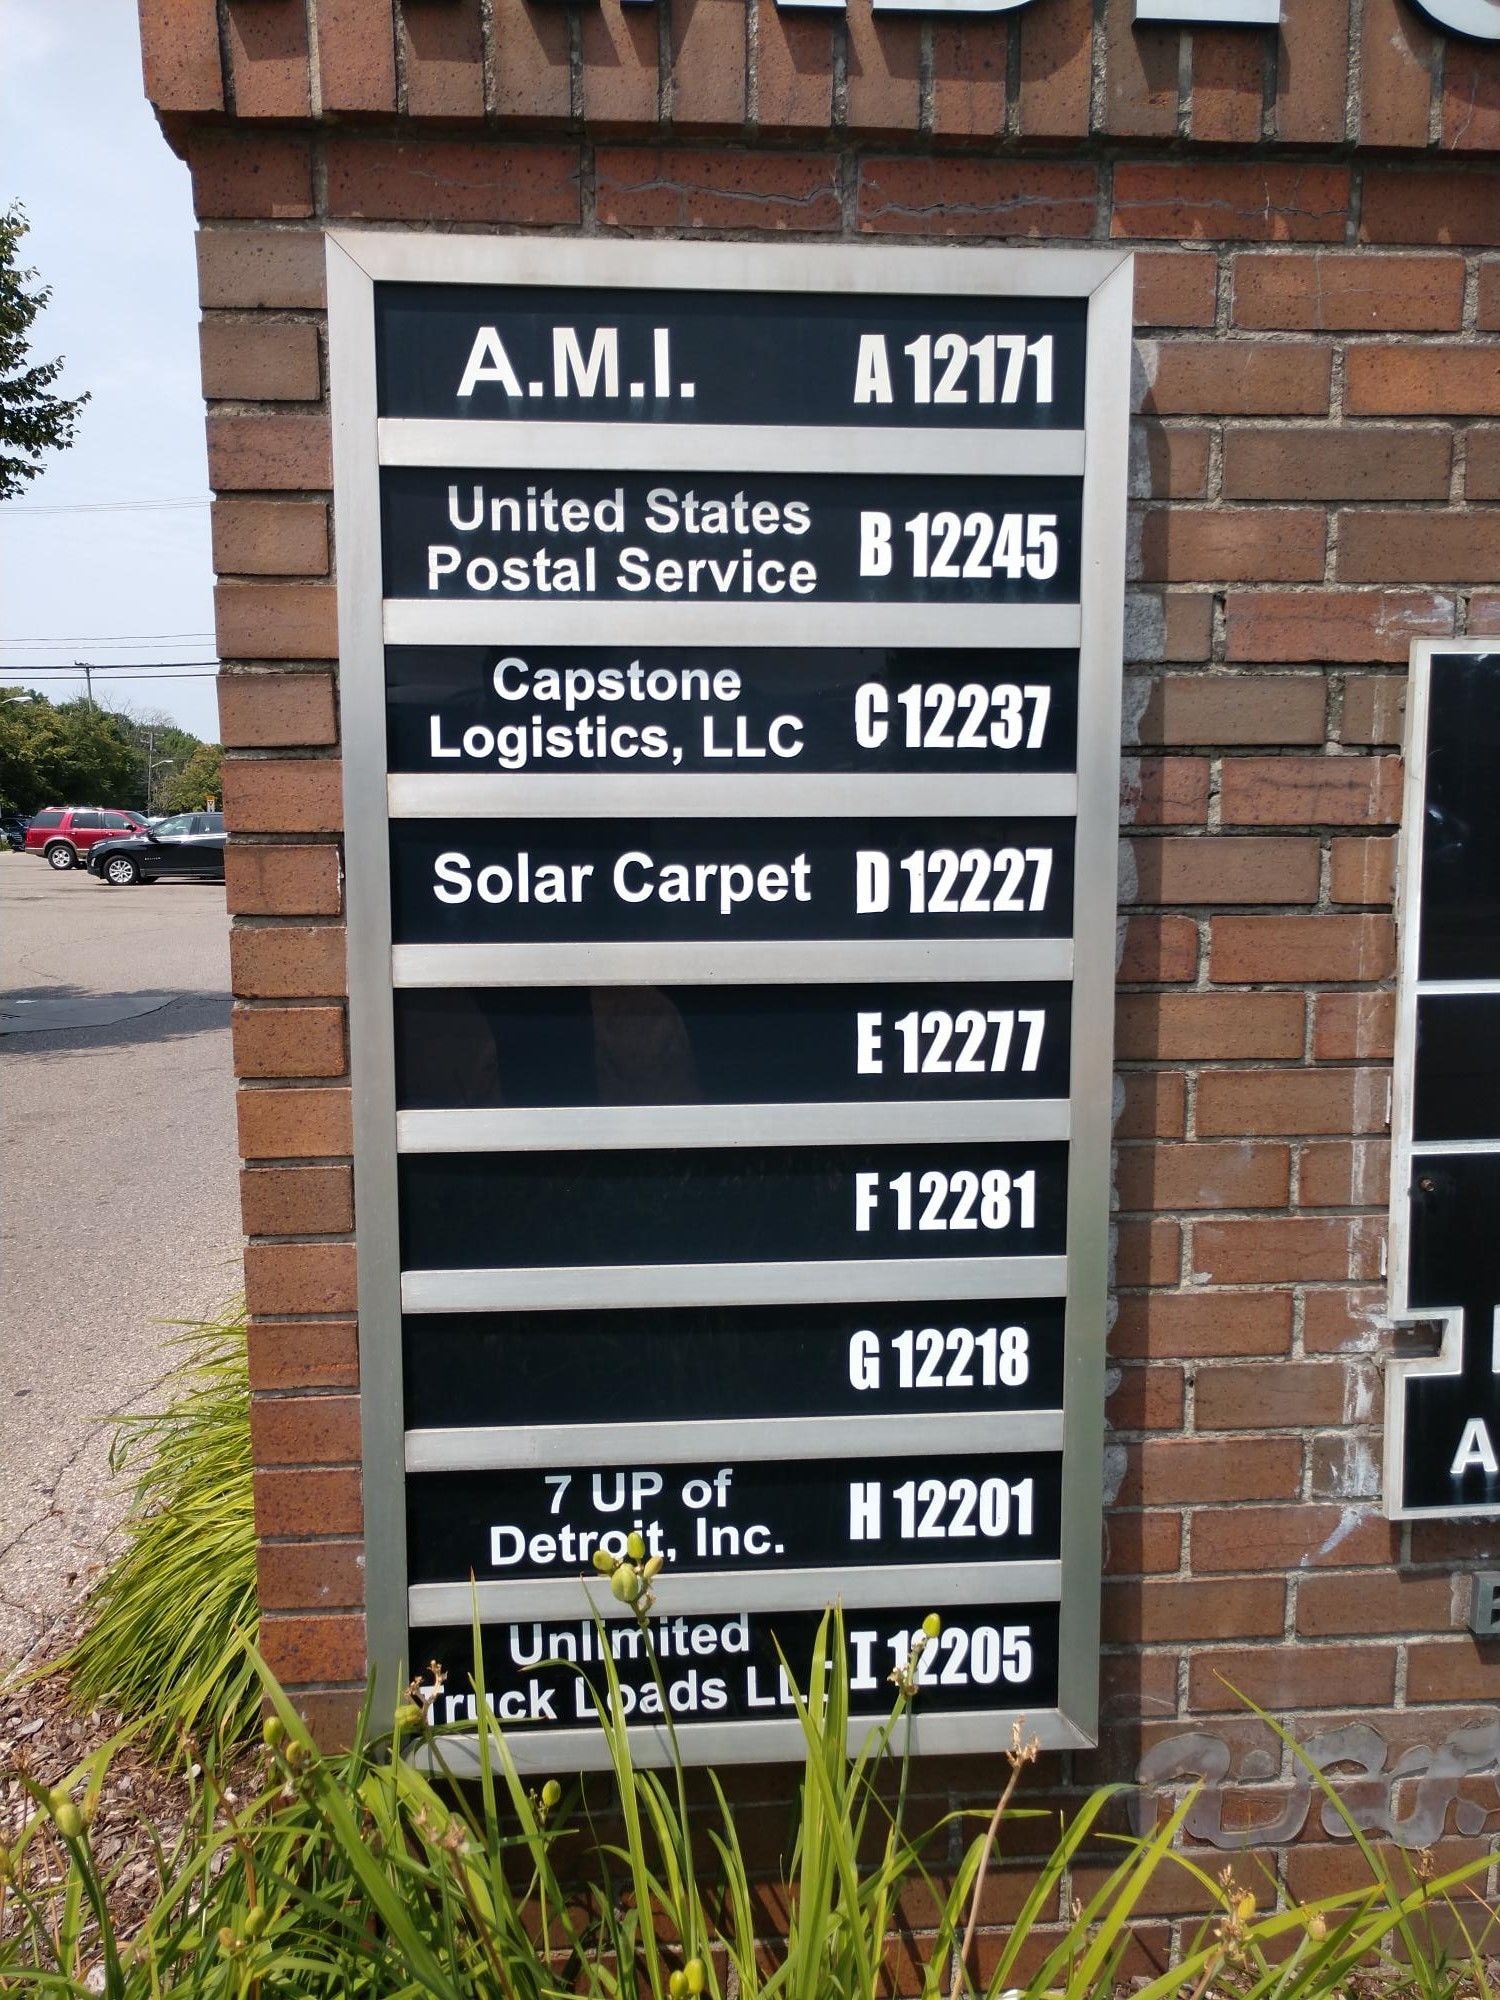 A.M.I. A 12171
United States
Postal Service B 12245
Capstone
Logistics, LLC C 12237
Solar Carpet D 12227
E 12277
F 12281
G 12218
7 UP of
Detroit, Inc. H 12201
Unlimited
Truck Loads I 12205
A